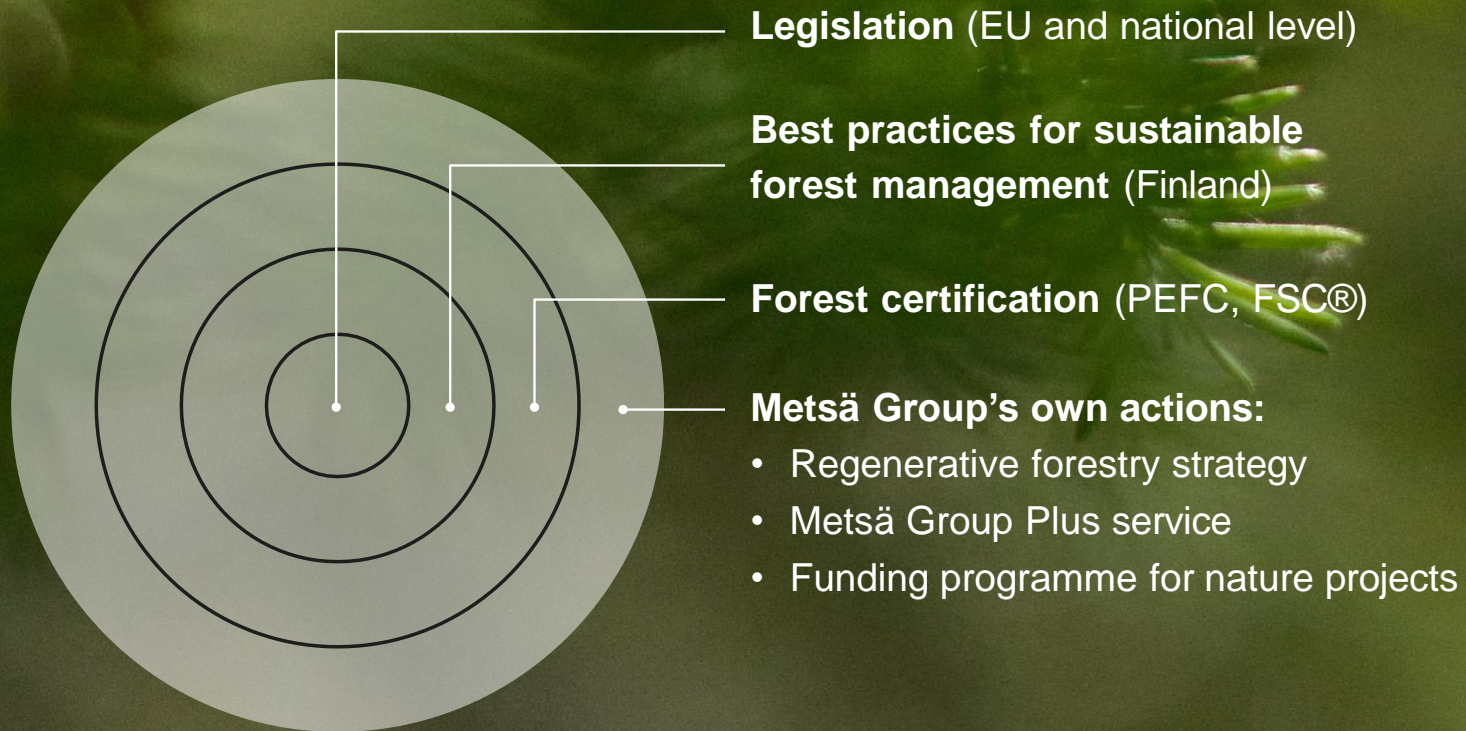 Legislation (EU and national level)
Best practices for sustainable
forest management (Finland)
Forest certification (PEFC, FSC®)
Metsä Group’s own actions:
• Regenerative forestry strategy
• Metsä Group Plus service
• Funding programme for nature projects